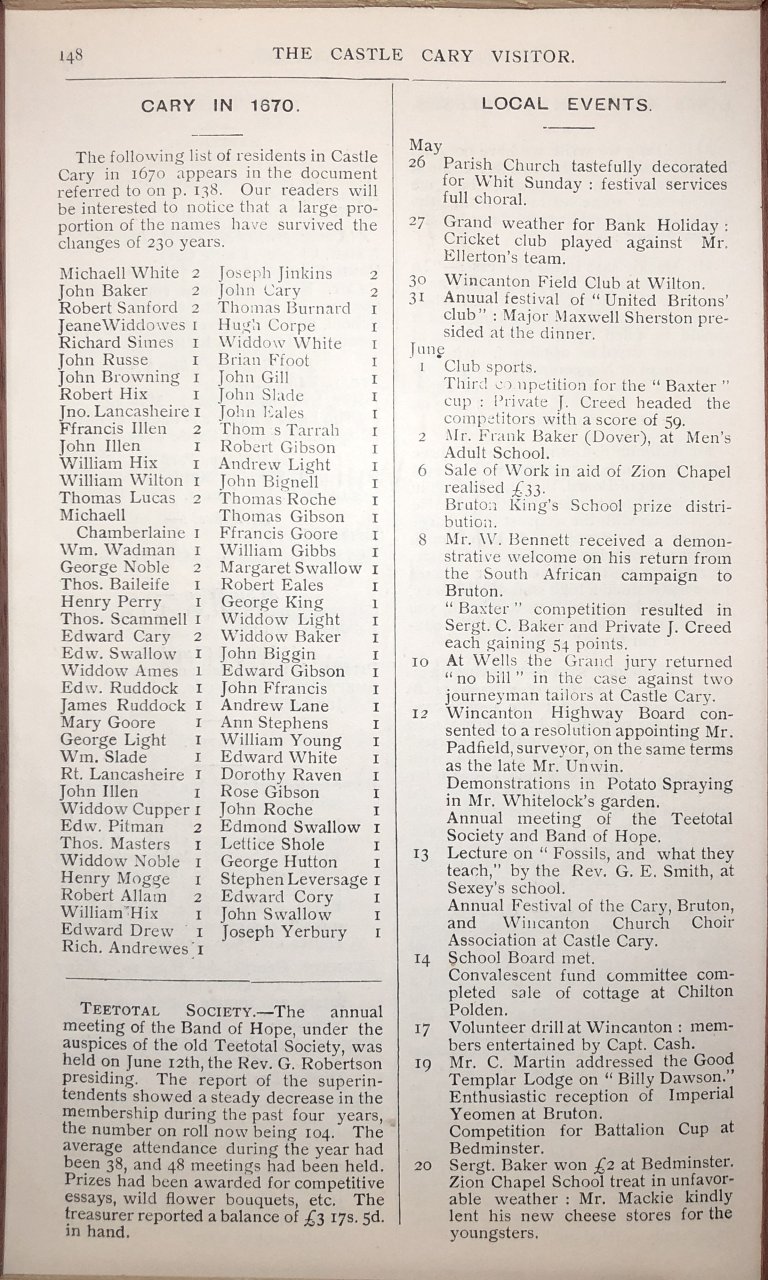 148
THE CASTLE CARY VISITOR.
CARY IN 1670.
The following list of residents in Castle
Cary in 1670 appears in the document
referred to on p. 138. Our readers will
be interested to notice that a large pro-
portion of the names have survived the
changes of 230 years.
Michaell White 2
John Baker 2
Robert Sanford 2
JeaneWiddowes 1
Richard Simes 1
John Russe 1
John Browning 1
Robert Hix 1
Jno. Lancasheire 1
Ffrancis Illen 2
John Illen 1
William Hix 1
William Wilton 1
Thomas Lucas 2
Michaell
Chamberlaine 1
Wm. Wadman 1
George Noble 2
Thos. Baileife 1
Henry Perry 1
Thos. Scammell 1
Edward Cary 2
Edw. Swallow 1
Widdow Ames 1
Edw. Ruddock 1
James Ruddock 1
Mary Goore 1
George Light 1
Wm. Slade 1
Rt. Lancasheire 1
John Illen 1
Widdow Cupper 1
Edw. Pitman 2
Thos. Masters 1
Widdow Noble 1
Henry Mogge 1
Robert Allam 2
William Hix 1
Edward Drew 1
Rich. Andrewes 1
Joseph Jinkins 2
John Cary 2
Thomas Burnard 1
Hugh Corpe 1
Widdow White 1
Brian Ffoot 1
John Gill 1
John Slade 1
John Eales 1
Thom s Tarrah 1
Robert Gibson 1
Andrew Light 1
John Bignell 1
Thomas Roche 1
Thomas Gibson 1
Ffrancis Goore 1
William Gibbs 1
Margaret Swallow 1
Robert Eales 1
George King 1
Widdow Light 1
Widdow Baker 1
John Biggin 1
Edward Gibson 1
John Ffrancis 1
Andrew Lane 1
Ann Stephens 1
William Young 1
Edward White 1
Dorothy Raven 1
Rose Gibson 1
John Roche 1
Edmond Swallow 1
Lettice Shole 1
George Hutton 1
Stephen Leversage 1
Edward Cory 1
John Swallow 1
Joseph Yerbury 1
TEETOTAL SOCIETY.—The annual
meeting of the Band of Hope, under the
auspices of the old Teetotal Society, was
held on June 12th, the Rev. G. Robertson
presiding. The report of the superin-
tendents showed a steady decrease in the
membership during the past four years,
the number on roll now being 104. The
average attendance during the year had
been 38, and 48 meetings had been held.
Prizes had been awarded for competitive
essays, wild flower bouquets, etc. The
treasurer reported a balance of £3 17s. 5d.
in hand.
LOCAL EVENTS.
May
26 Parish Church tastefully decorated
for Whit Sunday : festival services
full choral.
27 Grand weather for Bank Holiday :
Cricket club played against Mr.
Ellerton's team.
30 Wincanton Field Club at Wilton.
31 Anuual festival of "United Britons'
club" : Major Maxwell Sherston pre-
sided at the dinner.
June
1 Club sports.
Third competition for the "Baxter"
cup : Private J. Creed headed the
competitors with a score of 59.
2 Mr. Frank Baker (Dover), at Men's
Adult School.
6 Sale of Work in aid of Zion Chapel
realised £33.
Bruton King's School prize distri-
bution.
8 Mr. W. Bennett received a demon-
strative welcome on his return from
the South African campaign to
Bruton.
"Baxter" competition resulted in
Sergt. C. Baker and Private J. Creed
each gaining 54 points.
10 At Wells the Grand jury returned
"no bill" in the case against two
journeyman tailors at Castle Cary.
12 Wincanton Highway Board con-
sented to a resolution appointing Mr.
Padfield, surveyor, on the same terms
as the late Mr. Unwin.
Demonstrations in Potato Spraying
in Mr. Whitelock's garden.
Annual meeting of the Teetotal
Society and Band of Hope.
13 Lecture on "Fossils, and what they
teach," by the Rev. G. E. Smith, at
Sexey's school.
Annual Festival of the Cary, Bruton,
and Wincanton Church Choir
Association at Castle Cary.
14 School Board met.
Convalescent fund committee com-
pleted sale of cottage at Chilton
Polden.
17 Volunteer drill at Wincanton : mem-
bers entertained by Capt. Cash.
19 Mr. C. Martin addressed the Good
Templar Lodge on "Billy Dawson."
Enthusiastic reception of Imperial
Yeomen at Bruton.
Competition for Battalion Cup at
Bedminster.
20 Sergt. Baker won £2 at Bedminster.
Zion Chapel School treat in unfavor-
able weather : Mr. Mackie kindly
lent his new cheese stores for the
youngsters.